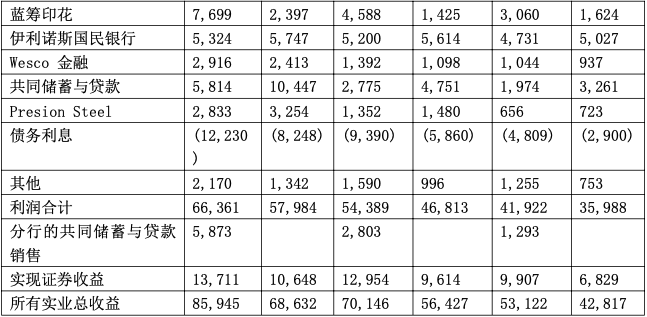 蓝筹印花 7,699 2,397 4,588 1,425 3,060 1,624
伊利诺斯国民银行 5,324 5,747 5,200 5,614 4,731 5,027
Wesco 金融 2,916 2,413 1,392 1,098 1,044 937
共同储蓄与贷款 5,814 10,447 2,775 4,751 1,974 3,261
Presion Steel 2,833 3,254 1,352 1,480 656 723
债务利息 (12,230 (8,248) (9,390) (5,860) (4,809) (2,900)
)
其他 2,170 1,342 1,590 996 1,255 753
利润合计 66,361 57,984 54,389 46,813 41,922 35,988
分行的共同储蓄与贷款 5,873 2,803 1,293
销售
实现证券收益 13,711 10,648 12,954 9,614 9,907 6,829
所有实业总收益 85,945 68,632 70,146 56,427 53,122 42,817